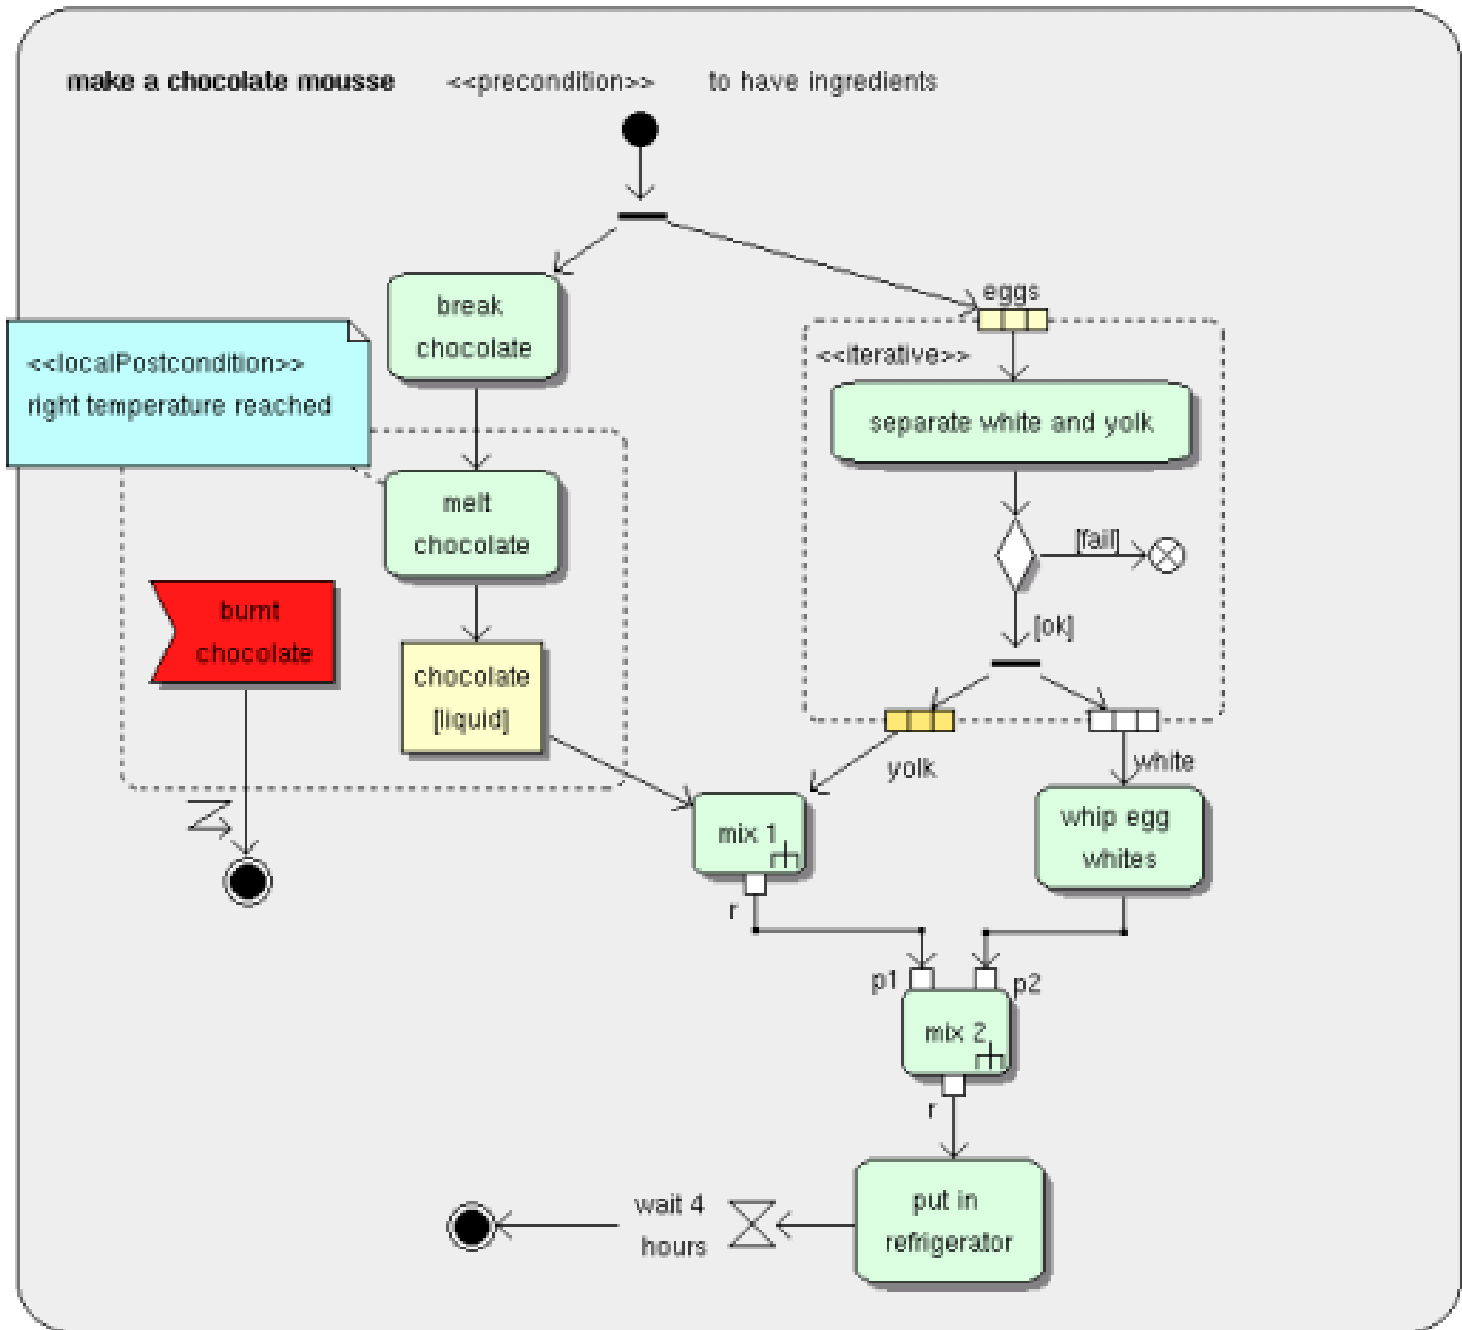 make a chocolate mousse <<precondition>> to have ingredients
eggs
break
chocolate
<<localPostcondition>>
right temperature reached
<<iterative>>
separate white and yolk
melt
chocolate
[fail]
burnt
chocolate
[ok]
chocolate
[liquid]
yolk
white
mix 1
whip egg
whites
r
p1
p2
mix 2
r
put in
refrigerator
wait 4
hours